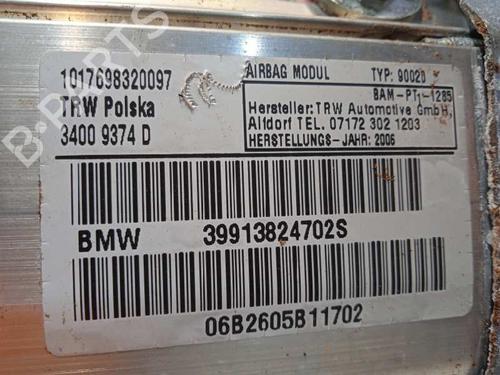 1017698320097
TRW Polska
3400 9374 D
AIRBAG MODUL TYP: 90020
BAM-PT1-1285
Hersteller: TRW Automotive GmbH,
Alfdorf TEL. 07172 302 1203
HERSTELLUNGS-JAHR: 2006
BMW 39913824702S
06B2605B11702
B-Parts